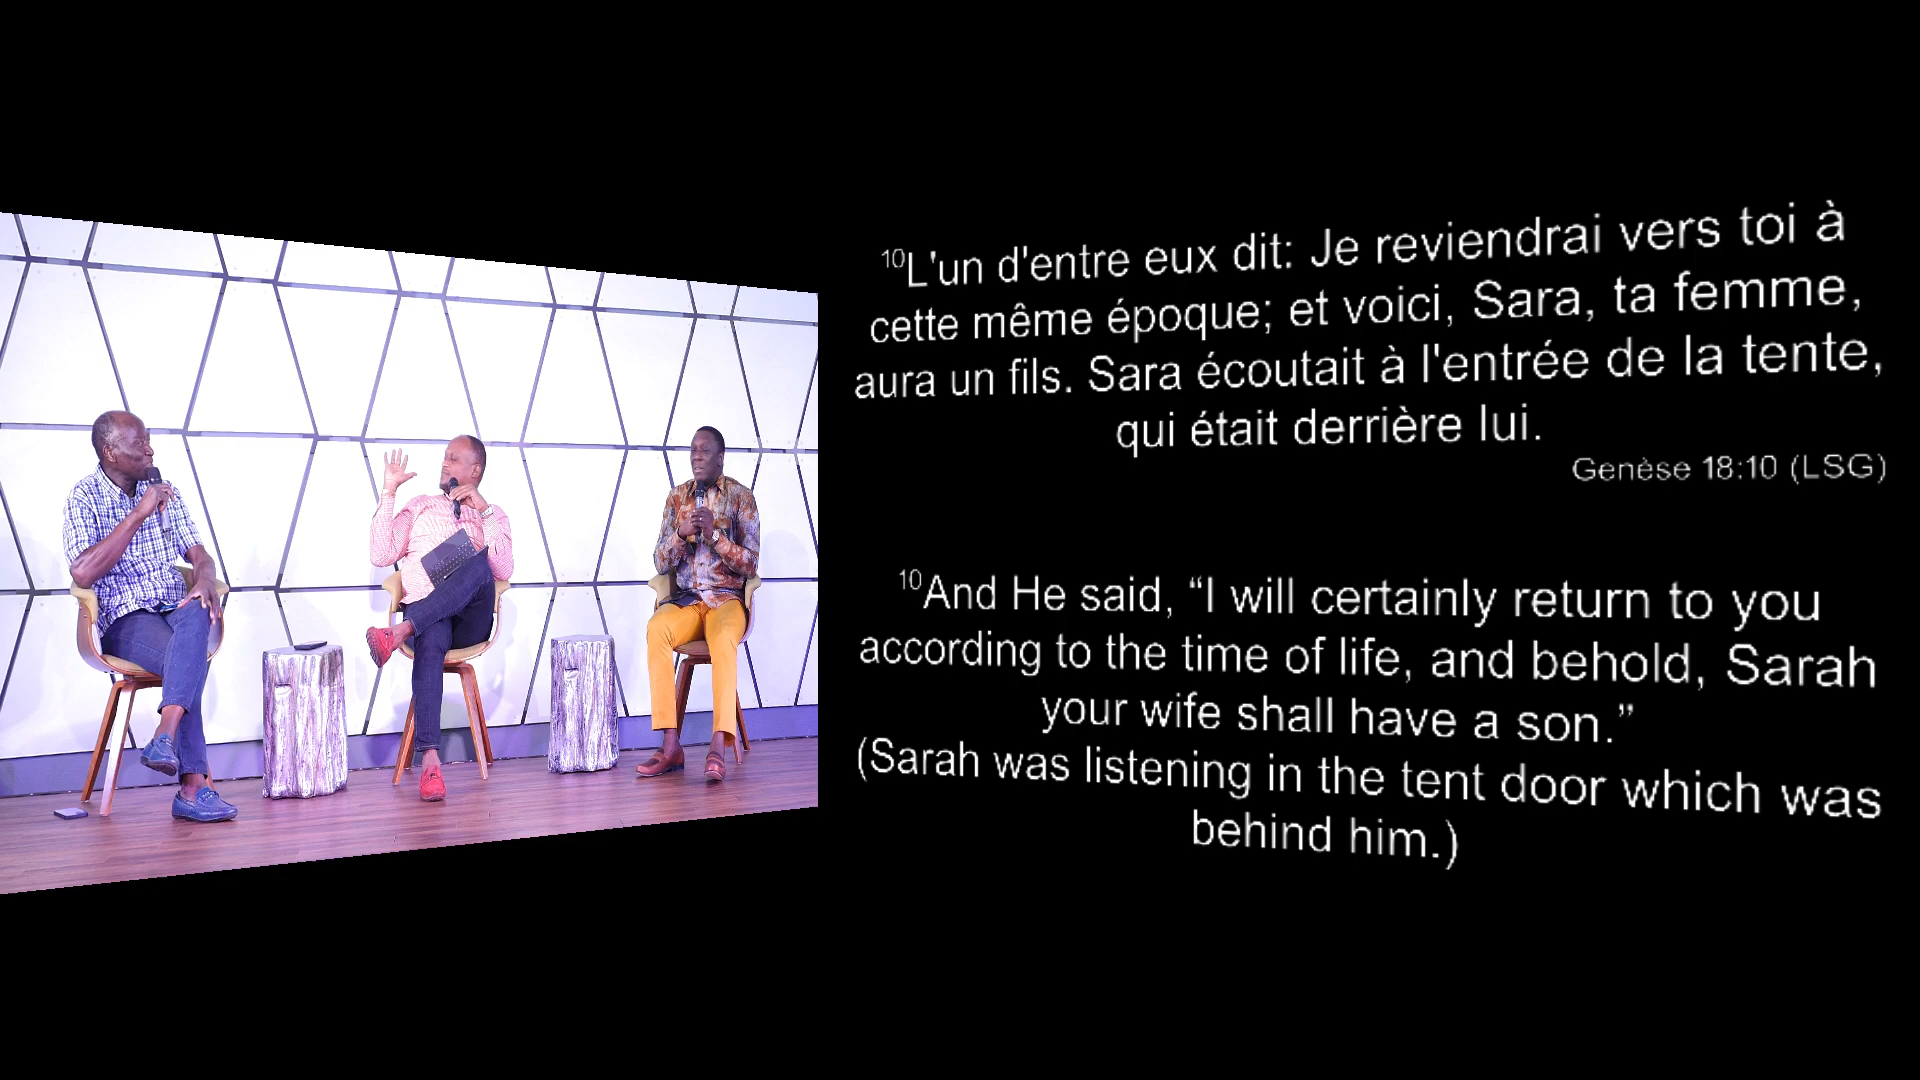 ¹⁰L'un d'entre eux dit: Je reviendrai vers toi à
cette même époque; et voici, Sara, ta femme,
aura un fils. Sara écoutait à l'entrée de la tente,
qui était derrière lui.
Genèse 18:10 (LSG)
¹⁰And He said, “I will certainly return to you
according to the time of life, and behold, Sarah
your wife shall have a son.”
(Sarah was listening in the tent door which was
behind him.)